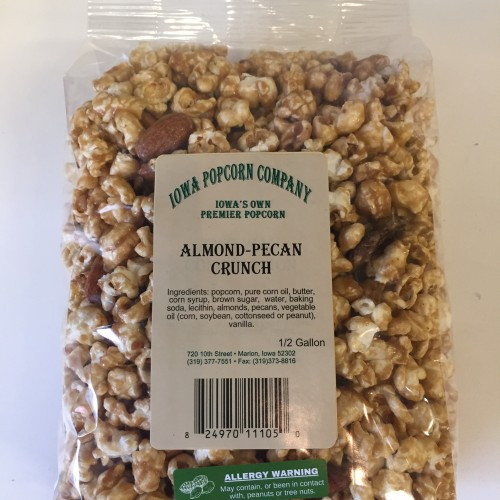 IOWA POPCORN COMPANY
IOWA'S OWN
PREMIER POPCORN
ALMOND-PECAN
CRUNCH
Ingredients: popcorn, pure corn oil, butter,
corn syrup, brown sugar, water, baking
soda, lecithin, almonds, pecans, vegetable
oil (corn, soybean, cottonseed or peanut),
vanilla.
1/2 Gallon
720 10th Street • Marion, Iowa 52302
(319) 377-7551 • Fax: (319)373-8816
8 24970 11105 0
ALLERGY WARNING
May contain, or been in contact
with, peanuts or tree nuts.